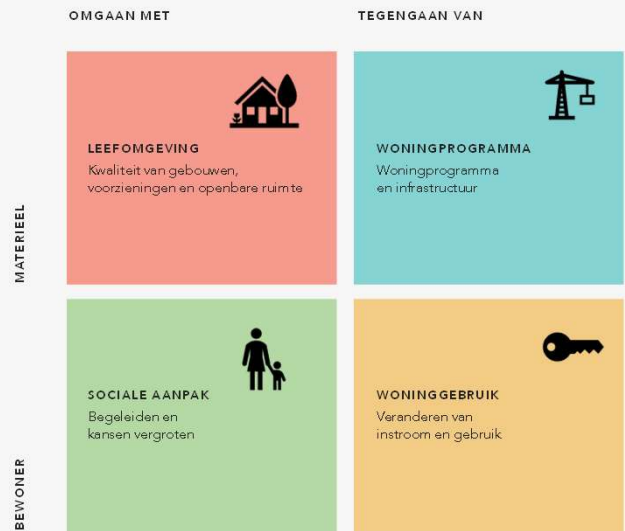 OMGAAN MET
TEGENGAAN VAN
MATERIEEL
LEEFOMGEVING
Kwaliteit van gebouwen,
voorzieningen en openbare ruimte
WONINGPROGRAMMA
Woningprogramma
en infrastructuur
BEWONER
SOCIALE AANPAK
Begeleiden en
kansen vergroten
WONINGGEBRUIK
Veranderen van
instroom en gebruik